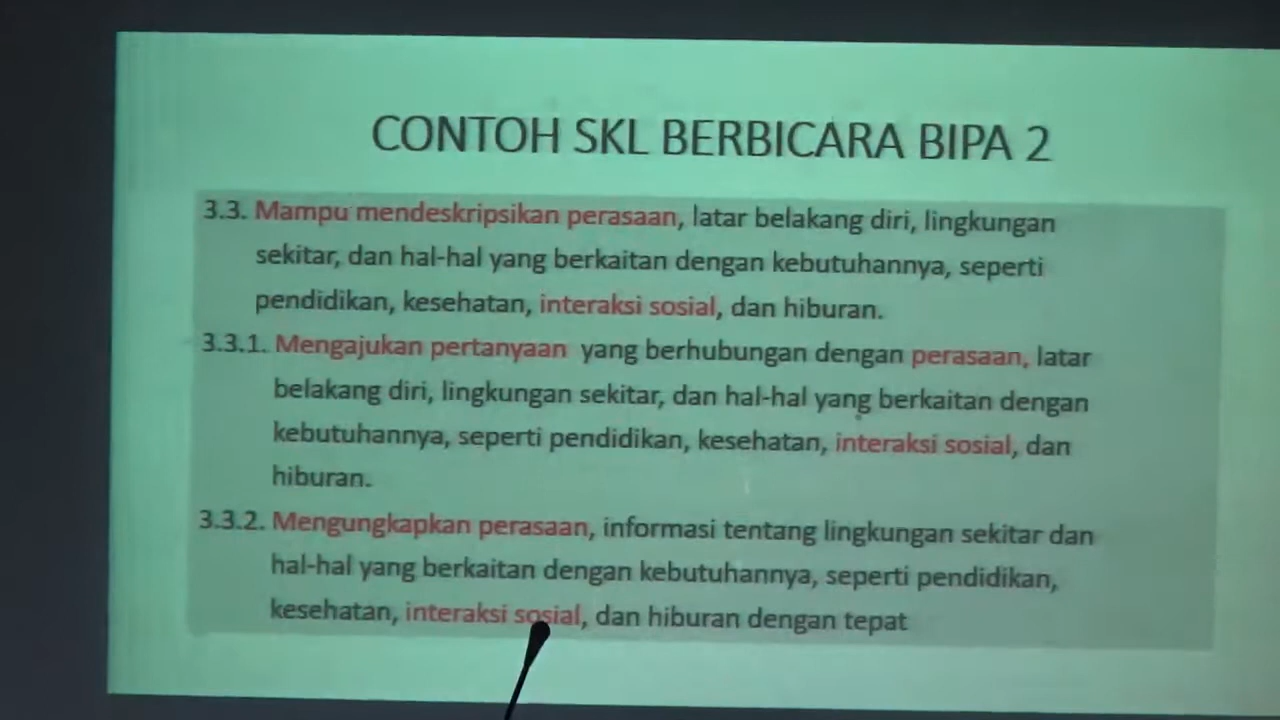 CONTOH SKL BERBICARA BIPA 2
3.3. Mampu mendeskripsikan perasaan, latar belakang diri, lingkungan
sekitar, dan hal-hal yang berkaitan dengan kebutuhannya, seperti
pendidikan, kesehatan, interaksi sosial, dan hiburan.
3.3.1. Mengajukan pertanyaan yang berhubungan dengan perasaan, latar
belakang diri, lingkungan sekitar, dan hal-hal yang berkaitan dengan
kebutuhannya, seperti pendidikan, kesehatan, interaksi sosial, dan
hiburan.
3.3.2. Mengungkapkan perasaan, informasi tentang lingkungan sekitar dan
hal-hal yang berkaitan dengan kebutuhannya, seperti pendidikan,
kesehatan, interaksi sosial, dan hiburan dengan tepat